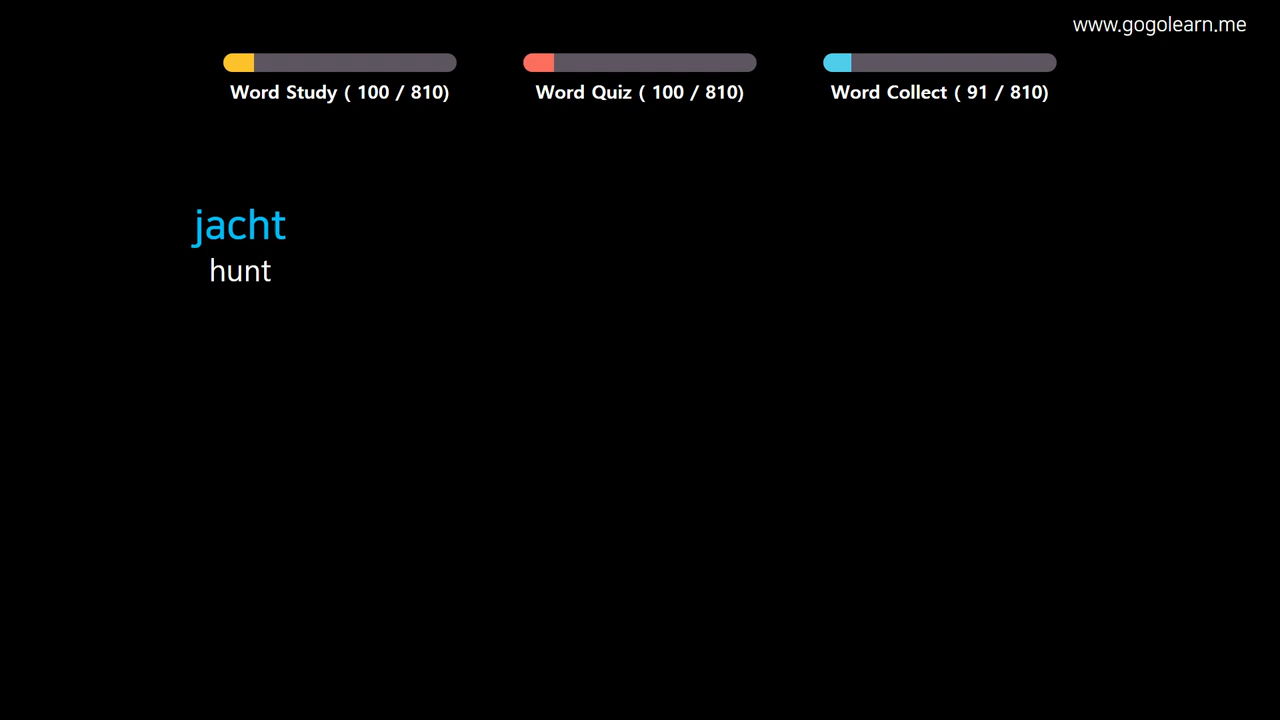 www.gogolearn.me
Word Study ( 100 / 810)
Word Quiz ( 100 / 810)
Word Collect ( 91 / 810)
jacht
hunt